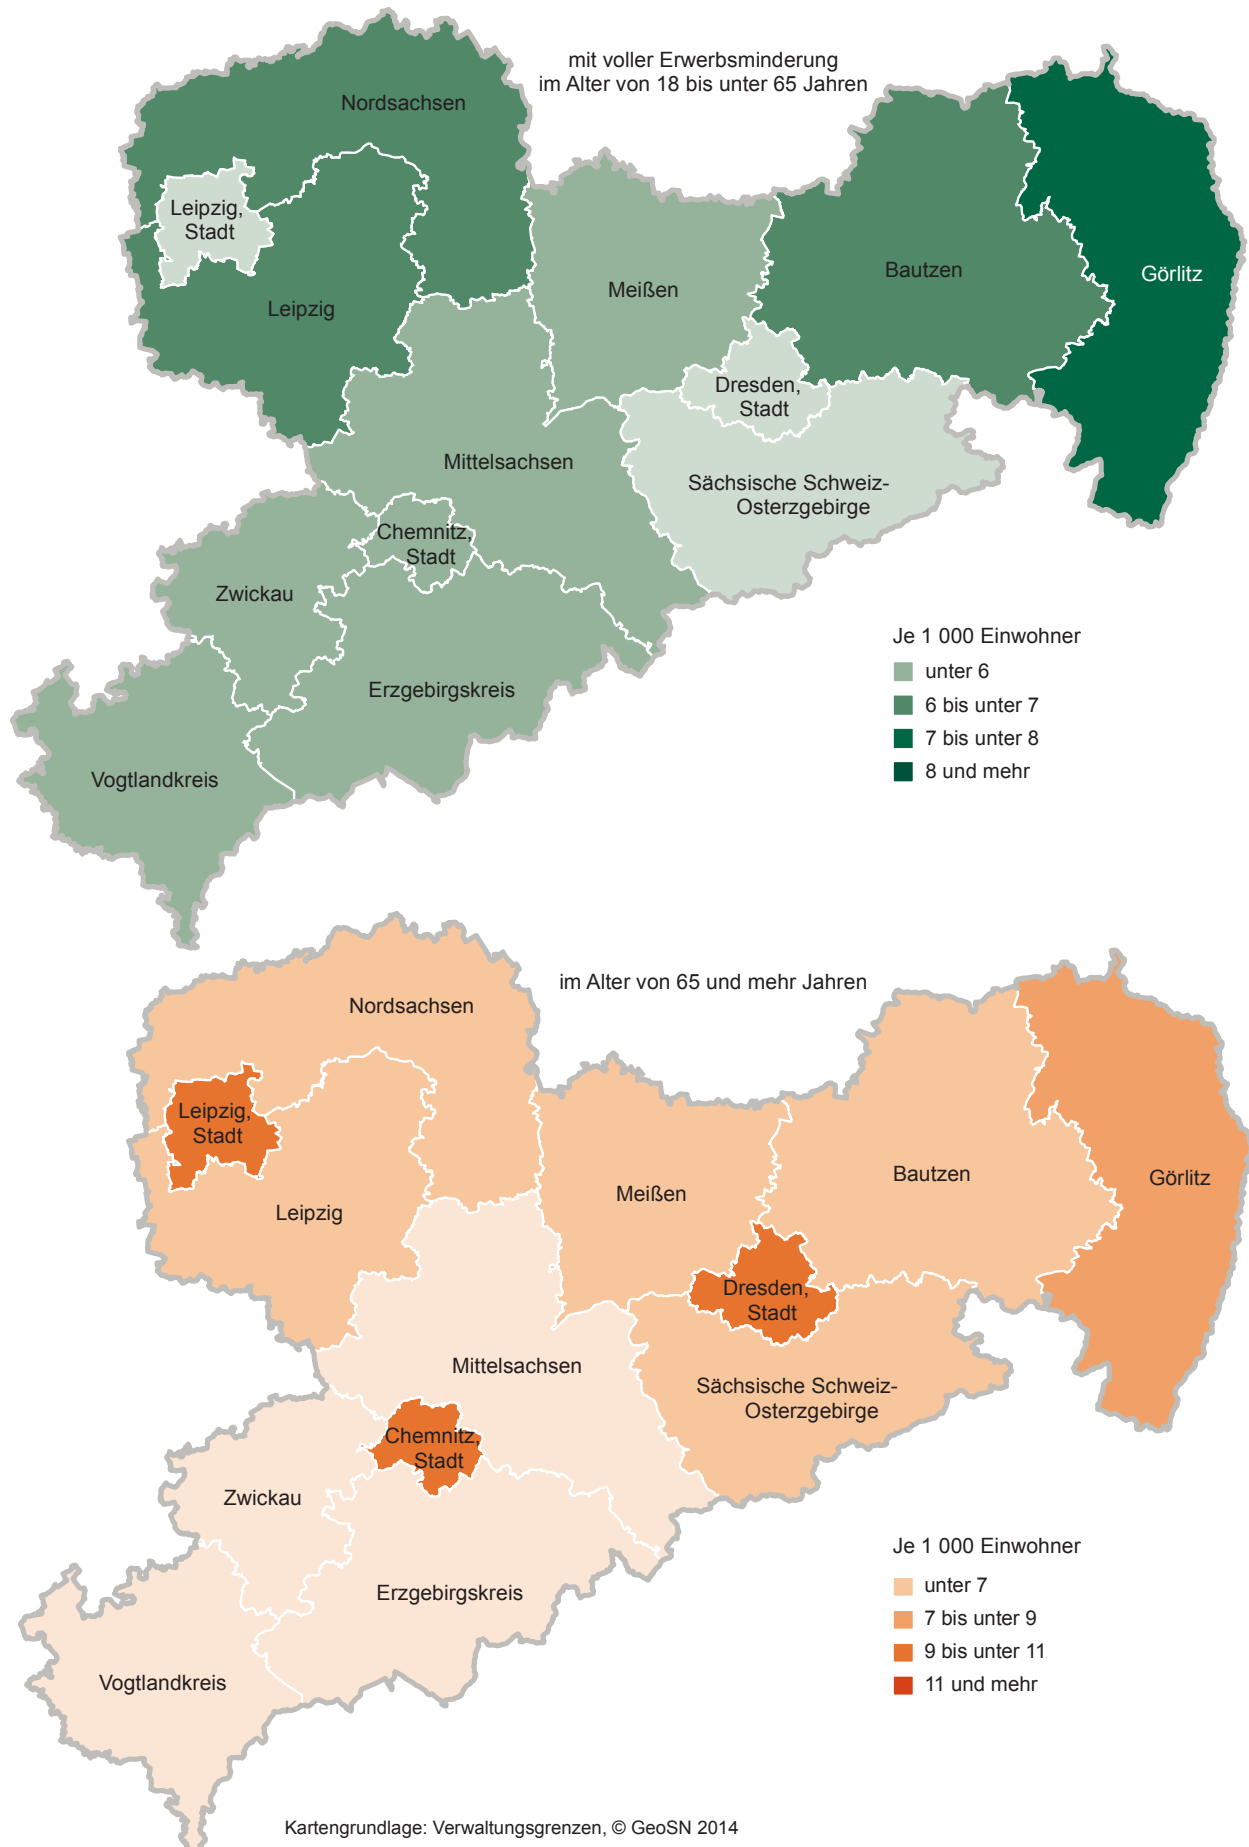 mit voller Erwerbsminderung
im Alter von 18 bis unter 65 Jahren
Nordsachsen
Leipzig,
Stadt
Leipzig
Meißen
Bautzen
Görlitz
Dresden,
Stadt
Mittelsachsen
Sächsische Schweiz-
Osterzgebirge
Chemnitz,
Stadt
Zwickau
Erzgebirgskreis
Vogtlandkreis
Je 1 000 Einwohner
unter 6
6 bis unter 7
7 bis unter 8
8 und mehr
im Alter von 65 und mehr Jahren
Nordsachsen
Leipzig,
Stadt
Leipzig
Meißen
Bautzen
Görlitz
Dresden,
Stadt
Mittelsachsen
Sächsische Schweiz-
Osterzgebirge
Chemnitz,
Stadt
Zwickau
Erzgebirgskreis
Vogtlandkreis
Je 1 000 Einwohner
unter 7
7 bis unter 9
9 bis unter 11
11 und mehr
Kartengrundlage: Verwaltungsgrenzen, © GeoSN 2014